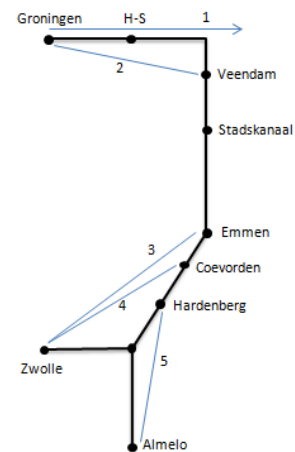 Groningen H-S 1
2
Veendam
Stadskanaal
Emmen
3
Coevorden
4
Hardenberg
5
Zwolle
Almelo